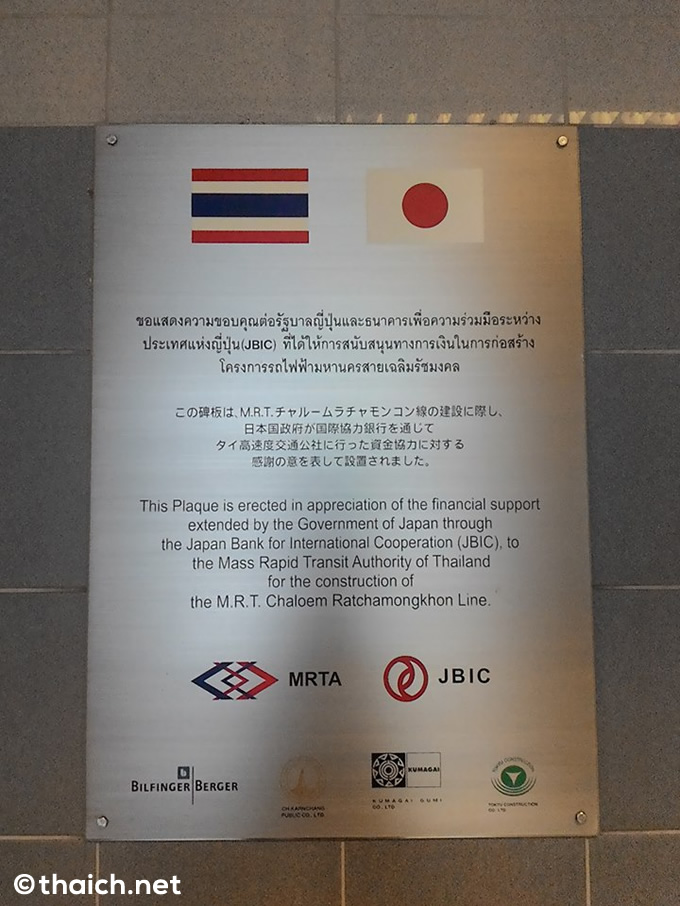 ขอแสดงความขอบคุณต่อรัฐบาลญี่ปุ่นและธนาคารเพื่อความร่วมมือระหว่าง
ประเทศแห่งญี่ปุ่น(JBIC) ที่ได้ให้การสนับสนุนทางการเงินในการก่อสร้าง
โครงการรถไฟฟ้ามหานครสายเฉลิมรัชมงคล
この碑板は、M.R.T.チャルームラチャモンコン線の建設に際し、
日本国政府が国際協力銀行を通じて
タイ高速度交通公社に行った資金協力に対する
感謝の意を表して設置されました。
This Plaque is erected in appreciation of the financial support
extended by the Government of Japan through
the Japan Bank for International Cooperation (JBIC), to
the Mass Rapid Transit Authority of Thailand
for the construction of
the M.R.T. Chaloem Ratchamongkhon Line.
MRTA JBIC
BILFINGER BERGER
CH.KARNCHANG
PUBLIC CO., LTD.
KUMAGAI
KUMAGAI GUMI
CO., LTD.
TOKYU CONSTRUCTION
TOKYU CONSTRUCTION
CO., LTD.
©thaich.net